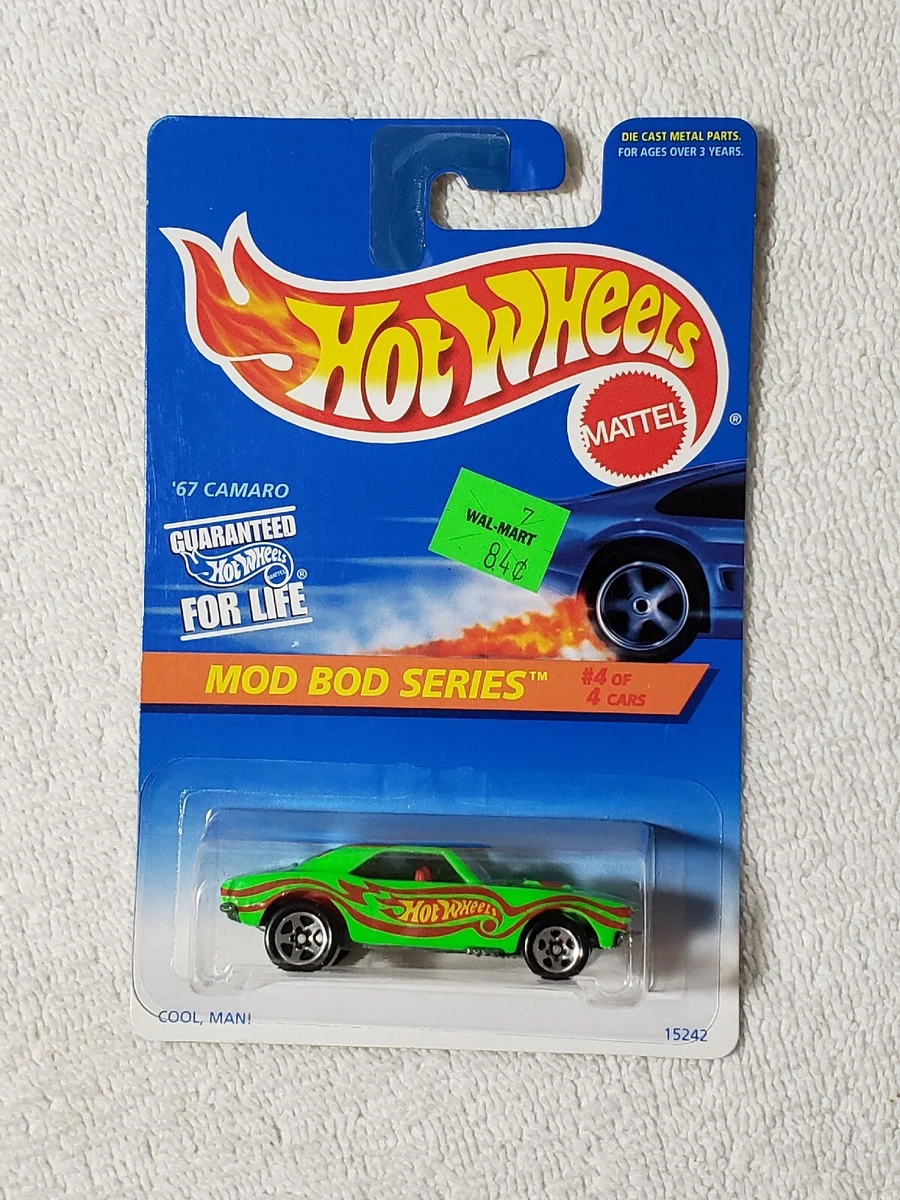 DIE CAST METAL PARTS.
FOR AGES OVER 3 YEARS.
HOT WHEELS
MATTEL
®
'67 CAMARO
GUARANTEED
HOT WHEELS
MATTEL
®
FOR LIFE
7
WAL-MART
84¢
MOD BOD SERIES™
#4 OF
4 CARS
HOT WHEELS
COOL, MAN!
15242